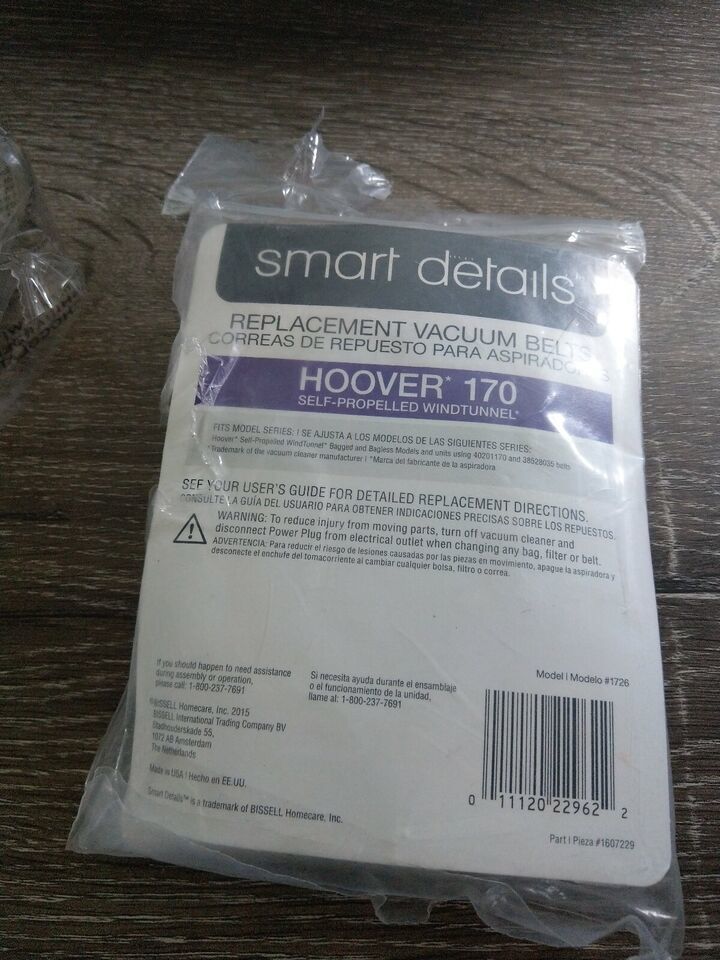 smart details
REPLACEMENT VACUUM BELTS
CORREAS DE REPUESTO PARA ASPIRADORAS
HOOVER* 170
SELF-PROPELLED WINDTUNNEL*
FITS MODEL SERIES: | SE AJUSTA A LOS MODELOS DE LAS SIGUIENTES SERIES:
Hoover* Self-Propelled WindTunnel* Bagged and Bagless Models and units using 40201170 and 38528035 belts
*Trademark of the vacuum cleaner manufacturer | *Marca del fabricante de la aspiradora
SEE YOUR USER'S GUIDE FOR DETAILED REPLACEMENT DIRECTIONS.
CONSULTE LA GUÍA DEL USUARIO PARA OBTENER INDICACIONES PRECISAS SOBRE LOS REPUESTOS.
WARNING: To reduce injury from moving parts, turn off vacuum cleaner and
disconnect Power Plug from electrical outlet when changing any bag, filter or belt.
ADVERTENCIA: Para reducir el riesgo de lesiones causadas por las piezas en movimiento, apague la aspiradora y
desconecte el enchufe del tomacorriente al cambiar cualquier bolsa, filtro o correa.
If you should happen to need assistance
during assembly or operation,
please call: 1-800-237-7691
Si necesita ayuda durante el ensamblaje
o el funcionamiento de la unidad,
llame al: 1-800-237-7691
©BISSELL Homecare, Inc. 2015
BISSELL International Trading Company BV
Stadhouderskade 55,
1072 AB Amsterdam
The Netherlands
Made in USA | Hecho en EE.UU.
Smart Details™ is a trademark of BISSELL Homecare, Inc.
Model | Modelo #1726
0 11120 22962 2
Part | Pieza #1607229